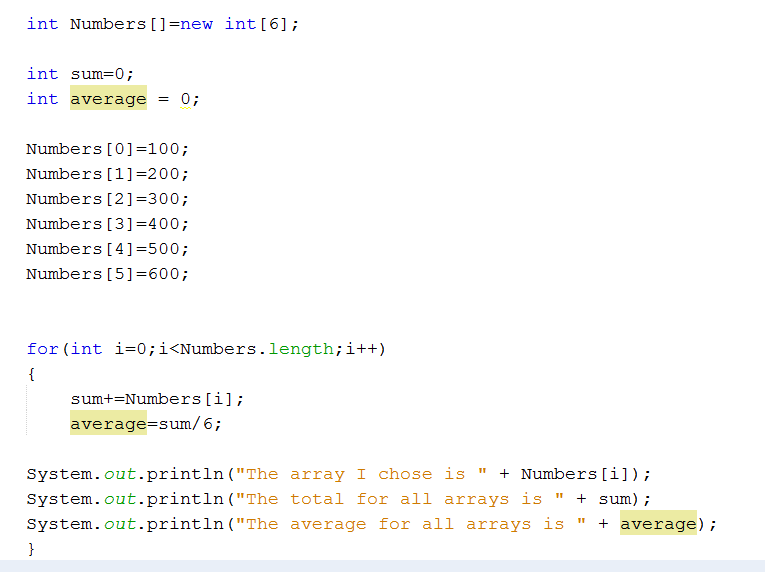 int Numbers[]=new int[6];
int sum=0;
int average = 0;
Numbers[0]=100;
Numbers[1]=200;
Numbers[2]=300;
Numbers[3]=400;
Numbers[4]=500;
Numbers[5]=600;
for(int i=0;i<Numbers.length;i++)
{
sum+=Numbers[i];
average=sum/6;
System.out.println("The array I chose is " + Numbers[i]);
System.out.println("The total for all arrays is " + sum);
System.out.println("The average for all arrays is " + average);
}